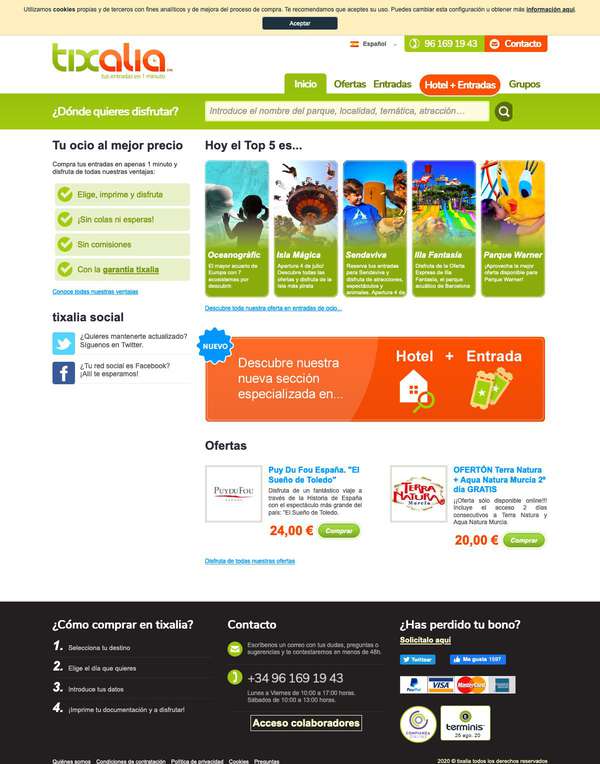 Utilizamos cookies propias y de terceros con fines analíticos y de mejora del proceso de compra. Te recomendamos que aceptes su uso. Puedes cambiar esta configuración u obtener más información aquí.
Aceptar
Español
96 169 19 43
Contacto
tixalia.com
tus entradas en 1 minuto
Inicio
Ofertas
Entradas
Hotel + Entradas
Grupos
¿Dónde quieres disfrutar?
Introduce el nombre del parque, localidad, temática, atracción…
Tu ocio al mejor precio
Compra tus entradas en apenas 1 minuto y
disfruta de todas nuestras ventajas:
Elige, imprime y disfruta
¡Sin colas ni esperas!
Sin comisiones
Con la garantía tixalia
Conoce todas nuestras ventajas
tixalia social
¿Quieres mantenerte actualizado?
Síguenos en Twitter.
¿Tu red social es Facebook?
¡Allí te esperamos!
Hoy el Top 5 es...
Oceanogràfic
El mayor acuario de
Europa con 7
ecosistemas por
descubrir
Isla Mágica
Apertura 4 de julio!
Descubre todas las
ofertas y disfruta de
la isla más pirata
Sendaviva
Reserva tus entradas
para Sendaviva y
disfruta de atracciones,
espectáculos y
animales. Apertura 4 de
Illa Fantasía
Disfruta de la Oferta
Express de Illa
Fantasía, el parque
acuático de Barcelona
Parque Warner
¡Aprovecha la mejor
oferta disponible para
Parque Warner!
Descubre toda nuestra oferta en entradas de ocio...
NUEVO
Descubre nuestra
nueva sección
especializada en...
Hotel + Entrada
Ofertas
PUY DU FOU
Puy Du Fou España. "El
Sueño de Toledo"
Disfruta de un fantástico viaje a
través de la Historia de España
con el espectáculo más grande del
país: "El Sueño de Toledo.
24,00 €
Comprar
TERRA
NATURA
Murcia
OFERTÓN Terra Natura
+ Aqua Natura Murcia 2º
día GRATIS
¡¡Oferta sólo disponible online!!!
Incluye el acceso 2 días
consecutivos a Terra Natura y
Aqua Natura Murcia.
20,00 €
Comprar
Disfruta de todas nuestras ofertas
¿Cómo comprar en tixalia?
1. Selecciona tu destino
2. Elige el día que quieres
3. Introduce tus datos
4. ¡Imprime tu documentación y a disfrutar!
Contacto
Escríbenos un correo con tus dudas, preguntas o
sugerencias y te contestaremos en menos de 48h.
+34 96 169 19 43
Lunes a Viernes de 10:00 a 17:00 horas.
Sábados de 10:00 a 13:00 horas.
Acceso colaboradores
¿Has perdido tu bono?
Solicítalo aquí
Twittear
Me gusta 1597
PayPal
VISA
MasterCard
CONFIANZA
ONLINE
terminis
26 ago. 20
Quiénes somos
Condiciones de contratación
Política de privacidad
Cookies
Preguntas
2020 © tixalia todos los derechos reservados